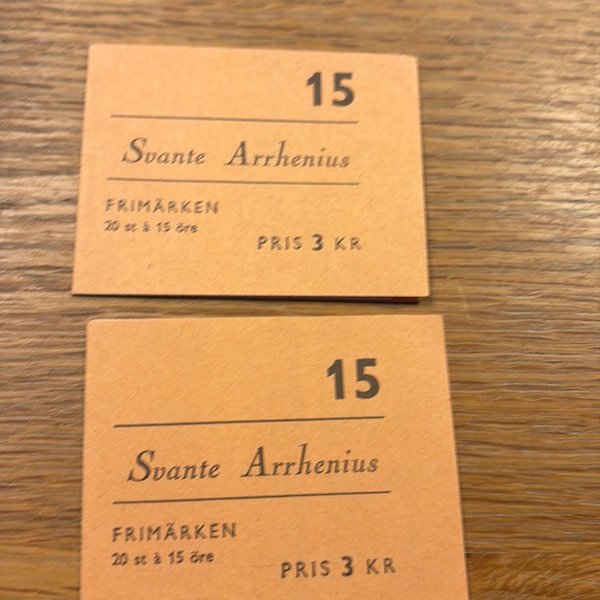 15
Svante Arrhenius
FRIMÄRKEN
20 st à 15 öre
PRIS 3 KR
15
Svante Arrhenius
FRIMÄRKEN
20 st à 15 öre
PRIS 3 KR